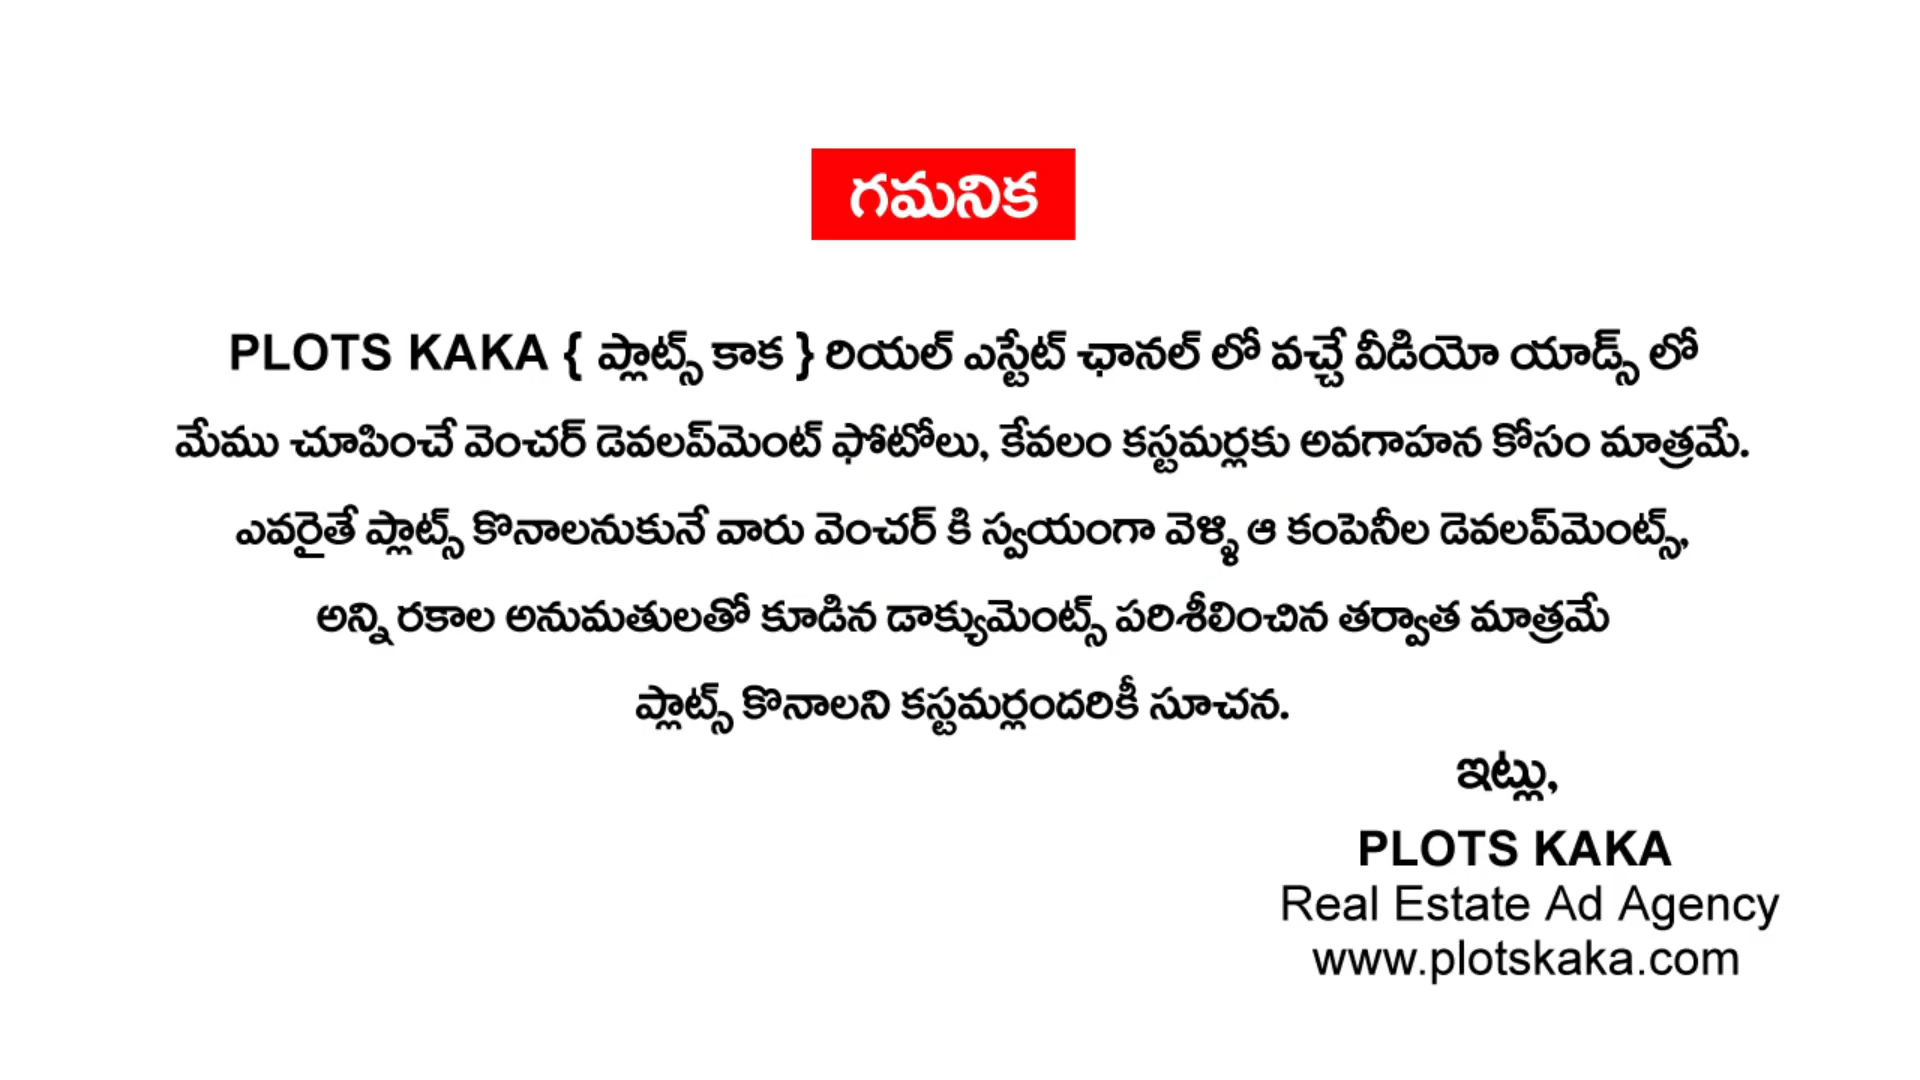 గమనిక
PLOTS KAKA { ప్లాట్స్ కాక } రియల్ ఎస్టేట్ ఛానల్ లో వచ్చే వీడియో యాడ్స్ లో
మేము చూపించే వెంచర్ డెవలప్‌మెంట్ ఫోటోలు, కేవలం కస్టమర్లకు అవగాహన కోసం మాత్రమే.
ఎవరైతే ప్లాట్స్ కొనాలనుకునే వారు వెంచర్ కి స్వయంగా వెళ్ళి ఆ కంపెనీల డెవలప్‌మెంట్స్,
అన్ని రకాల అనుమతులతో కూడిన డాక్యుమెంట్స్ పరిశీలించిన తర్వాత మాత్రమే
ప్లాట్స్ కొనాలని కస్టమర్లందరికీ సూచన.
ఇట్లు,
PLOTS KAKA
Real Estate Ad Agency
www.plotskaka.com